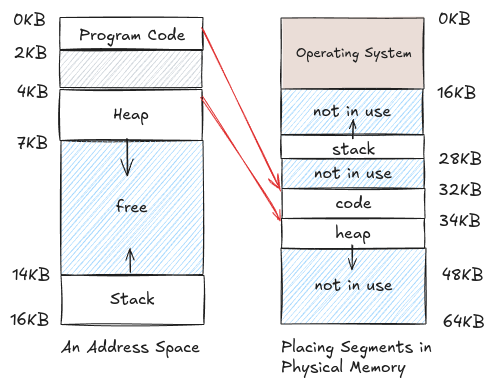 0KB
Program Code
2KB
4KB
Heap
7KB
free
14KB
Stack
16KB
An Address Space
0KB
Operating System
16KB
not in use
stack
28KB
not in use
32KB
code
34KB
heap
48KB
not in use
64KB
Placing Segments in
Physical Memory